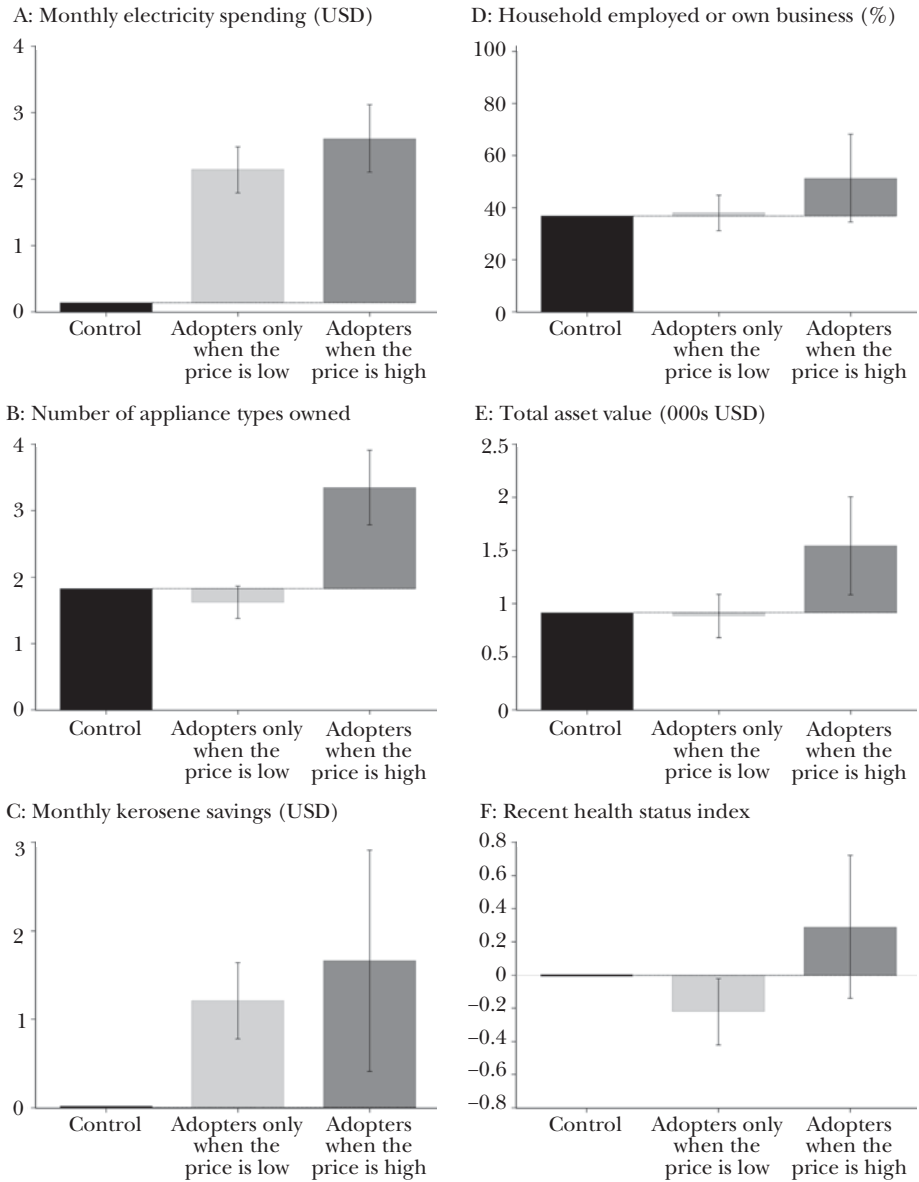 A: Monthly electricity spending (USD)
4
3
2
1
0
Control
Adopters only
when the
price is low
Adopters
when the
price is high
D: Household employed or own business (%)
100
80
60
40
20
0
Control
Adopters only
when the
price is low
Adopters
when the
price is high
B: Number of appliance types owned
4
3
2
1
0
Control
Adopters only
when the
price is low
Adopters
when the
price is high
E: Total asset value (000s USD)
2.5
2
1.5
1
0.5
0
Control
Adopters only
when the
price is low
Adopters
when the
price is high
C: Monthly kerosene savings (USD)
3
2
1
0
Control
Adopters only
when the
price is low
Adopters
when the
price is high
F: Recent health status index
0.8
0.6
0.4
0.2
0
–0.2
–0.4
–0.6
–0.8
Control
Adopters only
when the
price is low
Adopters
when the
price is high